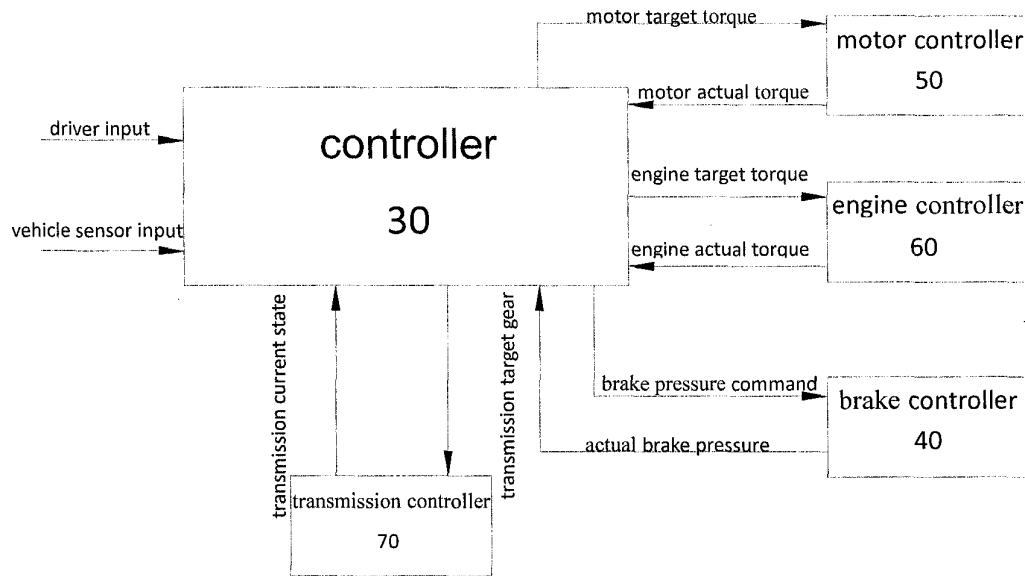 motor target torque
motor controller
50
motor actual torque
driver input
controller
30
engine target torque
engine controller
60
vehicle sensor input
engine actual torque
transmission current state
transmission target gear
brake pressure command
brake controller
40
actual brake pressure
transmission controller
70